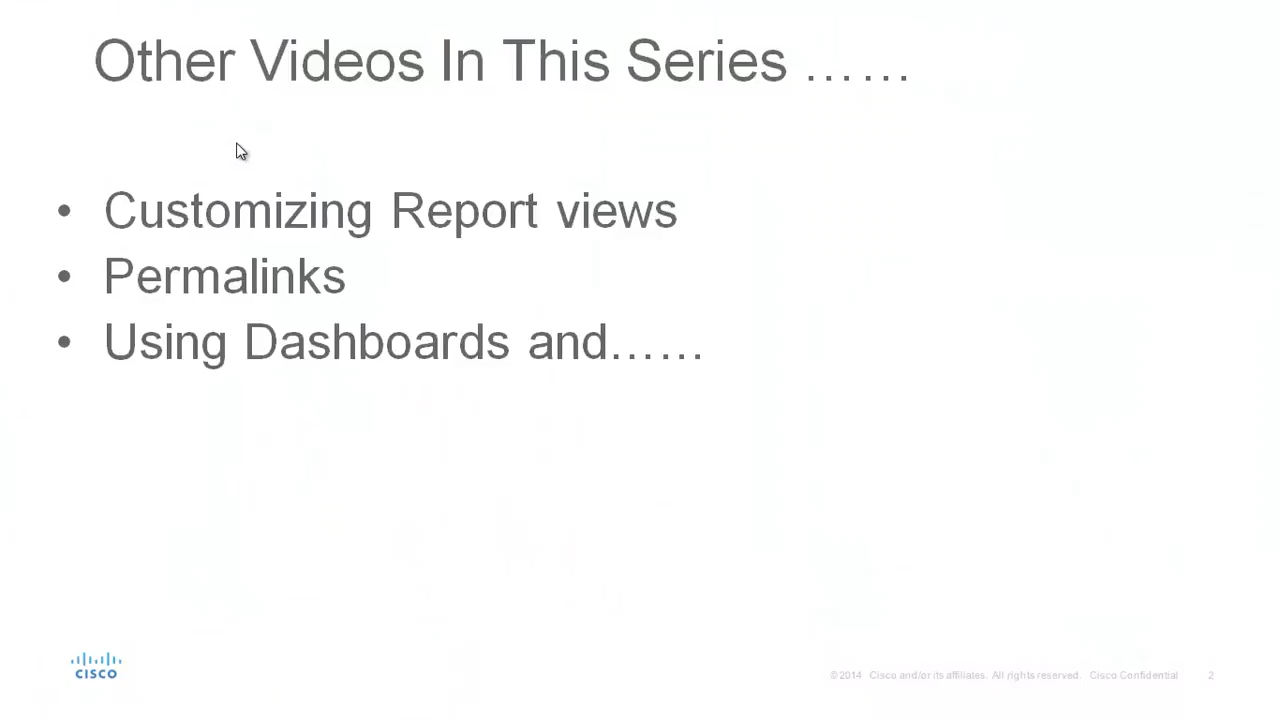 Other Videos In This Series ……
• Customizing Report views
• Permalinks
• Using Dashboards and……
CISCO
© 2014 Cisco and/or its affiliates. All rights reserved. Cisco Confidential 2